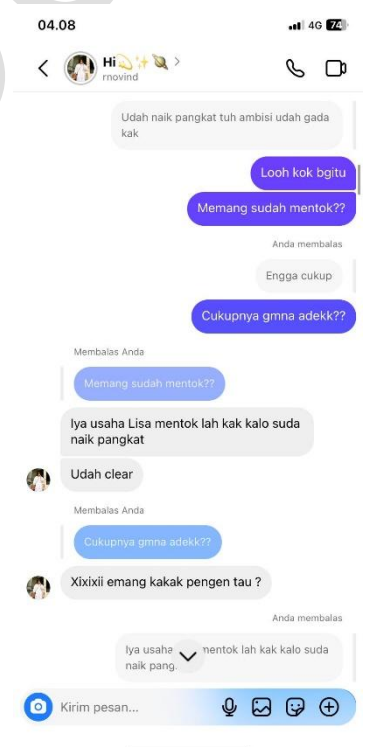 04.08
4G 74
Hi
rnovind
Udah naik pangkat tuh ambisi udah gada
kak
Looh kok bgitu
Memang sudah mentok??
Anda membalas
Engga cukup
Cukupnya gmna adekk??
Membalas Anda
Memang sudah mentok??
Iya usaha Lisa mentok lah kak kalo suda
naik pangkat
Udah clear
Membalas Anda
Cukupnya gmna adekk??
Xixixii emang kakak pengen tau ?
Anda membalas
Iya usaha mentok lah kak kalo suda
naik pang
Kirim pesan...